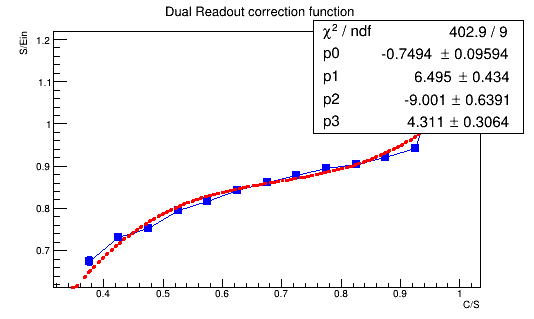 Dual Readout correction function
χ² / ndf 402.9 / 9
p0 -0.7494 ± 0.09594
p1 6.495 ± 0.434
p2 -9.001 ± 0.6391
p3 4.311 ± 0.3064
S/Ein
1.2
1.1
1
0.9
0.8
0.7
0.4 0.5 0.6 0.7 0.8 0.9 1
C/S